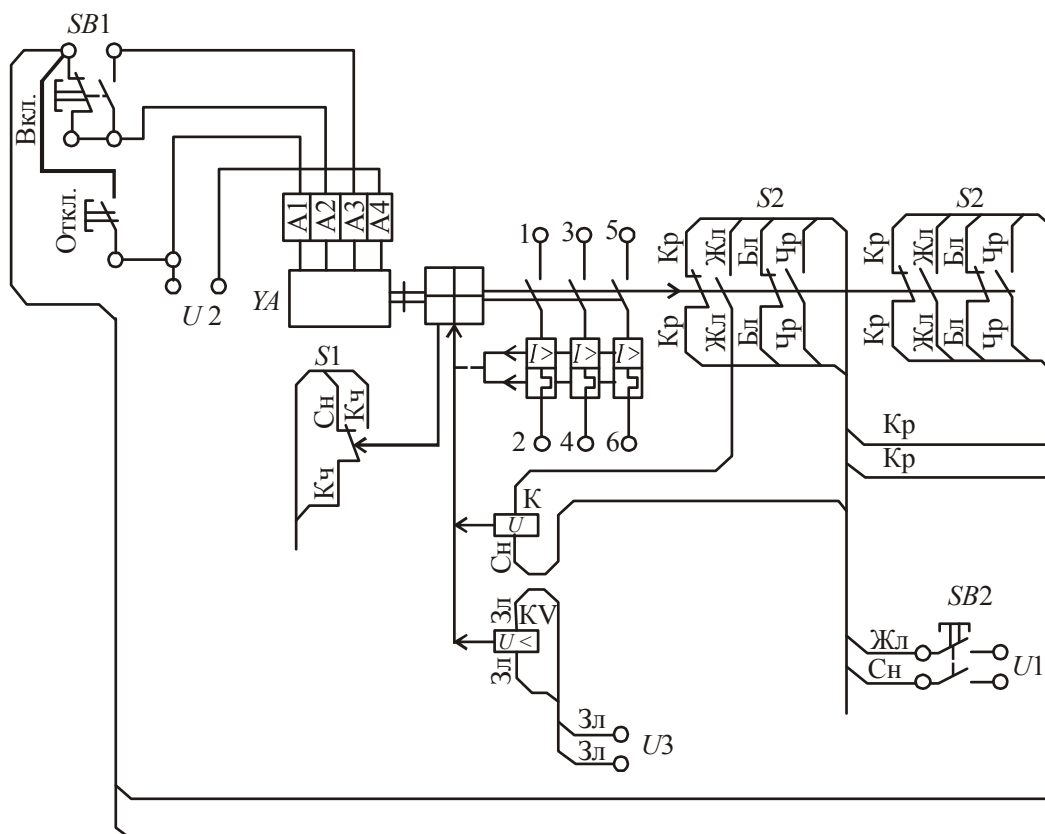 SB1
Вкл.
Откл.
U 2
A1
A2
A3
A4
YA
S1
Сн
Кч
Кч
1
3
5
I >
I >
I >
2
4
6
S2
Кр
Жл
Бл
Чр
Кр
Жл
Бл
Чр
S2
Кр
Жл
Бл
Чр
Кр
Жл
Бл
Чр
Кр
Кр
К
U
Сн
Зл
KV
U <
Зл
Зл
Зл
U3
SB2
Жл
Сн
U1